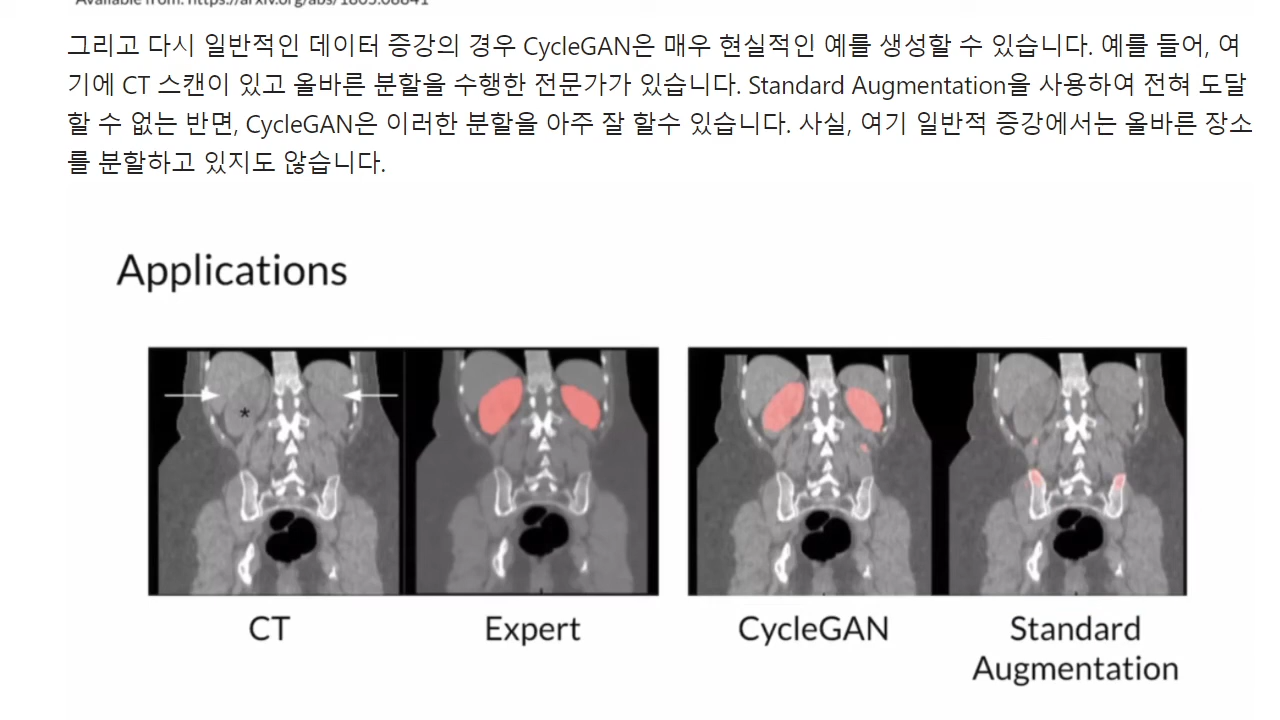 Available from: https://arxiv.org/abs/1805.08841
그리고 다시 일반적인 데이터 증강의 경우 CycleGAN은 매우 현실적인 예를 생성할 수 있습니다. 예를 들어, 여
기에 CT 스캔이 있고 올바른 분할을 수행한 전문가가 있습니다. Standard Augmentation을 사용하여 전혀 도달
할 수 없는 반면, CycleGAN은 이러한 분할을 아주 잘 할수 있습니다. 사실, 여기 일반적 증강에서는 올바른 장소
를 분할하고 있지도 않습니다.
Applications
*
CT
Expert
CycleGAN
Standard
Augmentation